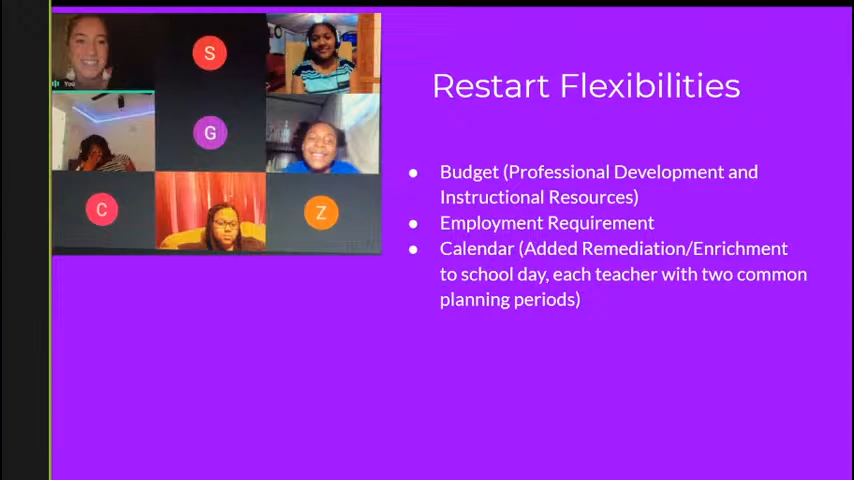 You
S
G
C
Z
Restart Flexibilities
● Budget (Professional Development and
Instructional Resources)
● Employment Requirement
● Calendar (Added Remediation/Enrichment
to school day, each teacher with two common
planning periods)